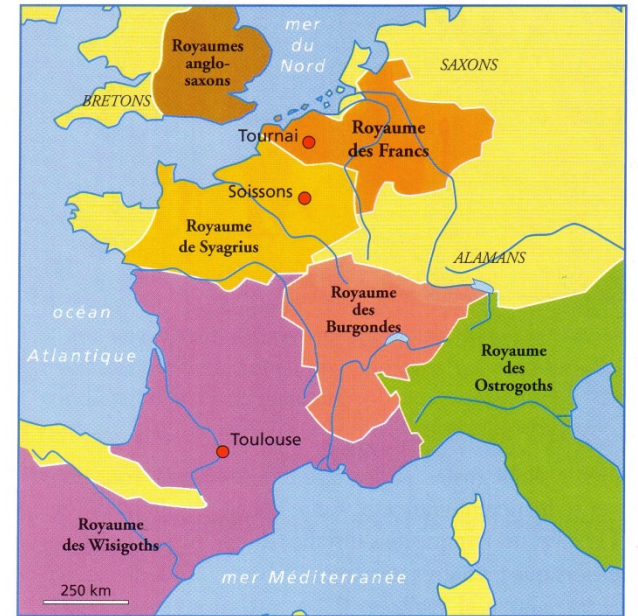 mer
du
Nord
Royaumes
anglo-
saxons
BRETONS
SAXONS
Tournai
Royaume
des Francs
Soissons
Royaume
de Syagrius
ALAMANS
Royaume
des
Burgondes
océan
Atlantique
Royaume
des
Ostrogoths
Toulouse
Royaume
des Wisigoths
250 km
mer Méditerranée